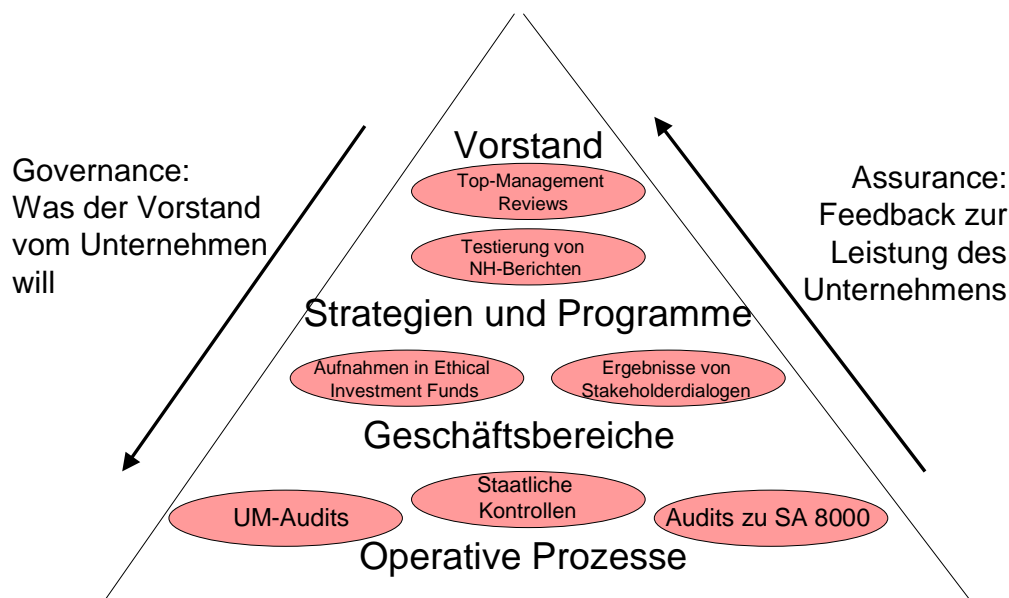 Vorstand
Governance:
Was der Vorstand
vom Unternehmen
will
Top-Management
Reviews
Assurance:
Feedback zur
Leistung des
Unternehmens
Testierung von
NH-Berichten
Strategien und Programme
Aufnahmen in Ethical
Investment Funds
Ergebnisse von
Stakeholderdialogen
Geschäftsbereiche
UM-Audits
Staatliche
Kontrollen
Audits zu SA 8000
Operative Prozesse